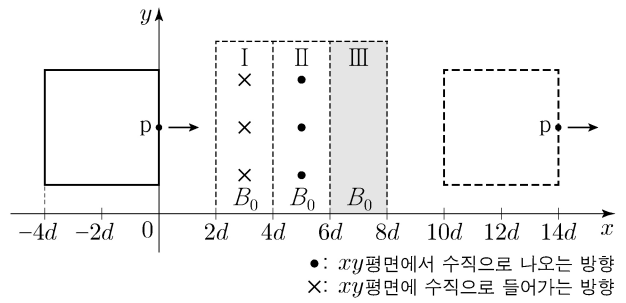 y
I II III
p p
B₀ B₀ B₀
−4d −2d 0 2d 4d 6d 8d 10d 12d 14d x
●: xy평면에서 수직으로 나오는 방향
×: xy평면에 수직으로 들어가는 방향